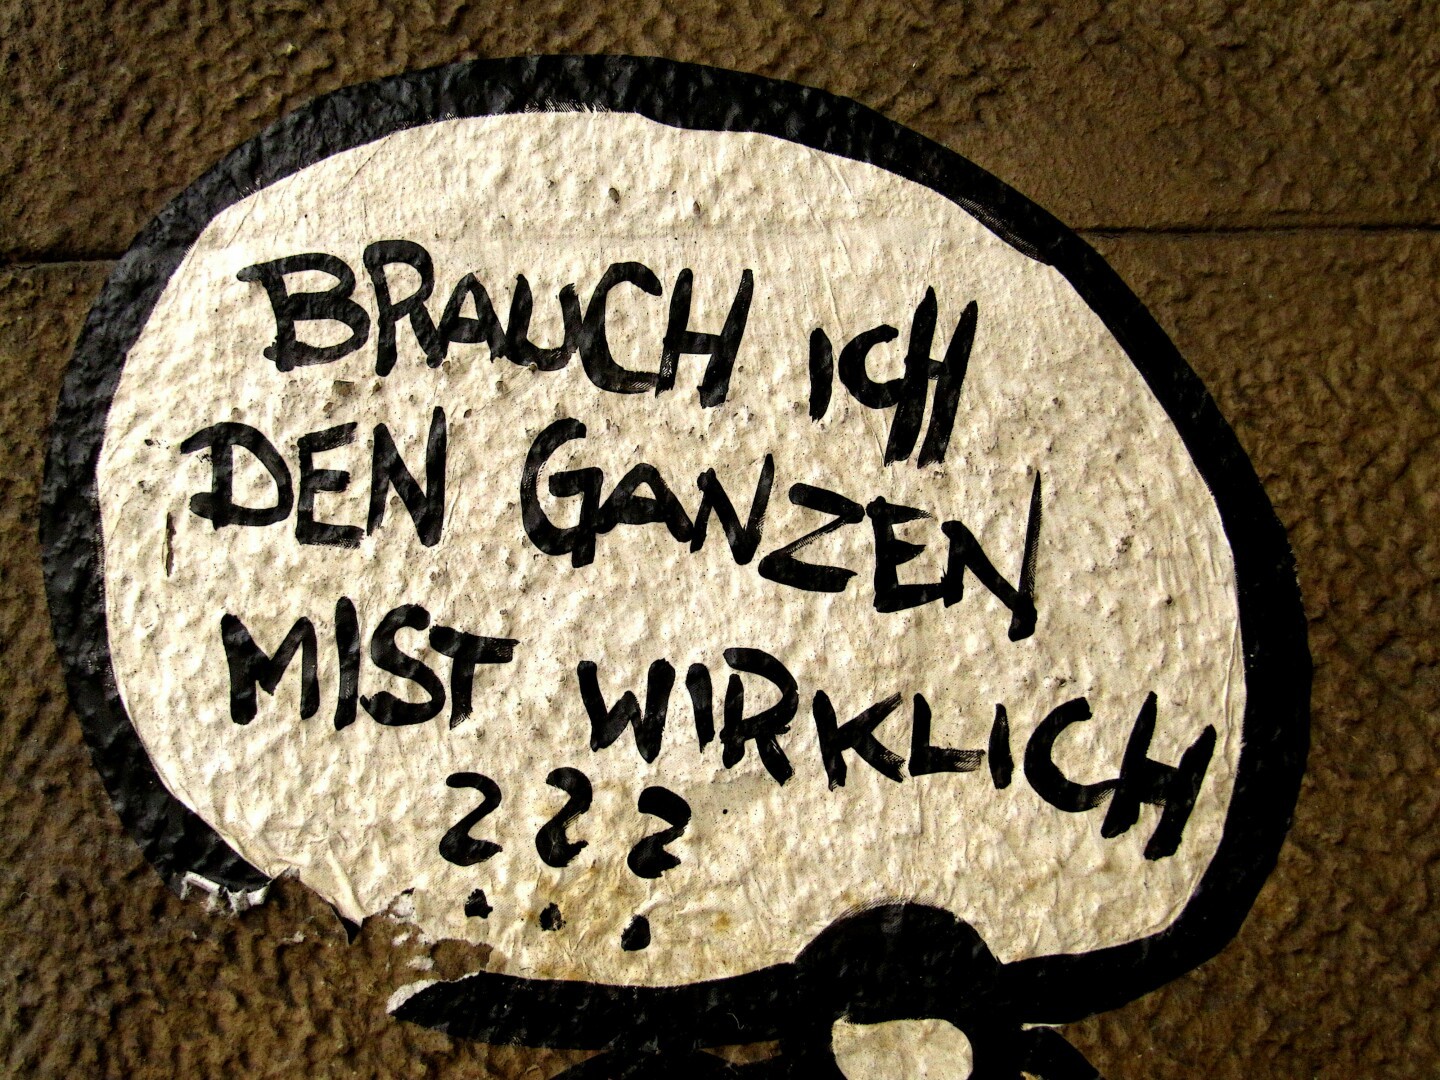 BRAUCH ICH
DEN GANZEN
MIST WIRKLICH
???